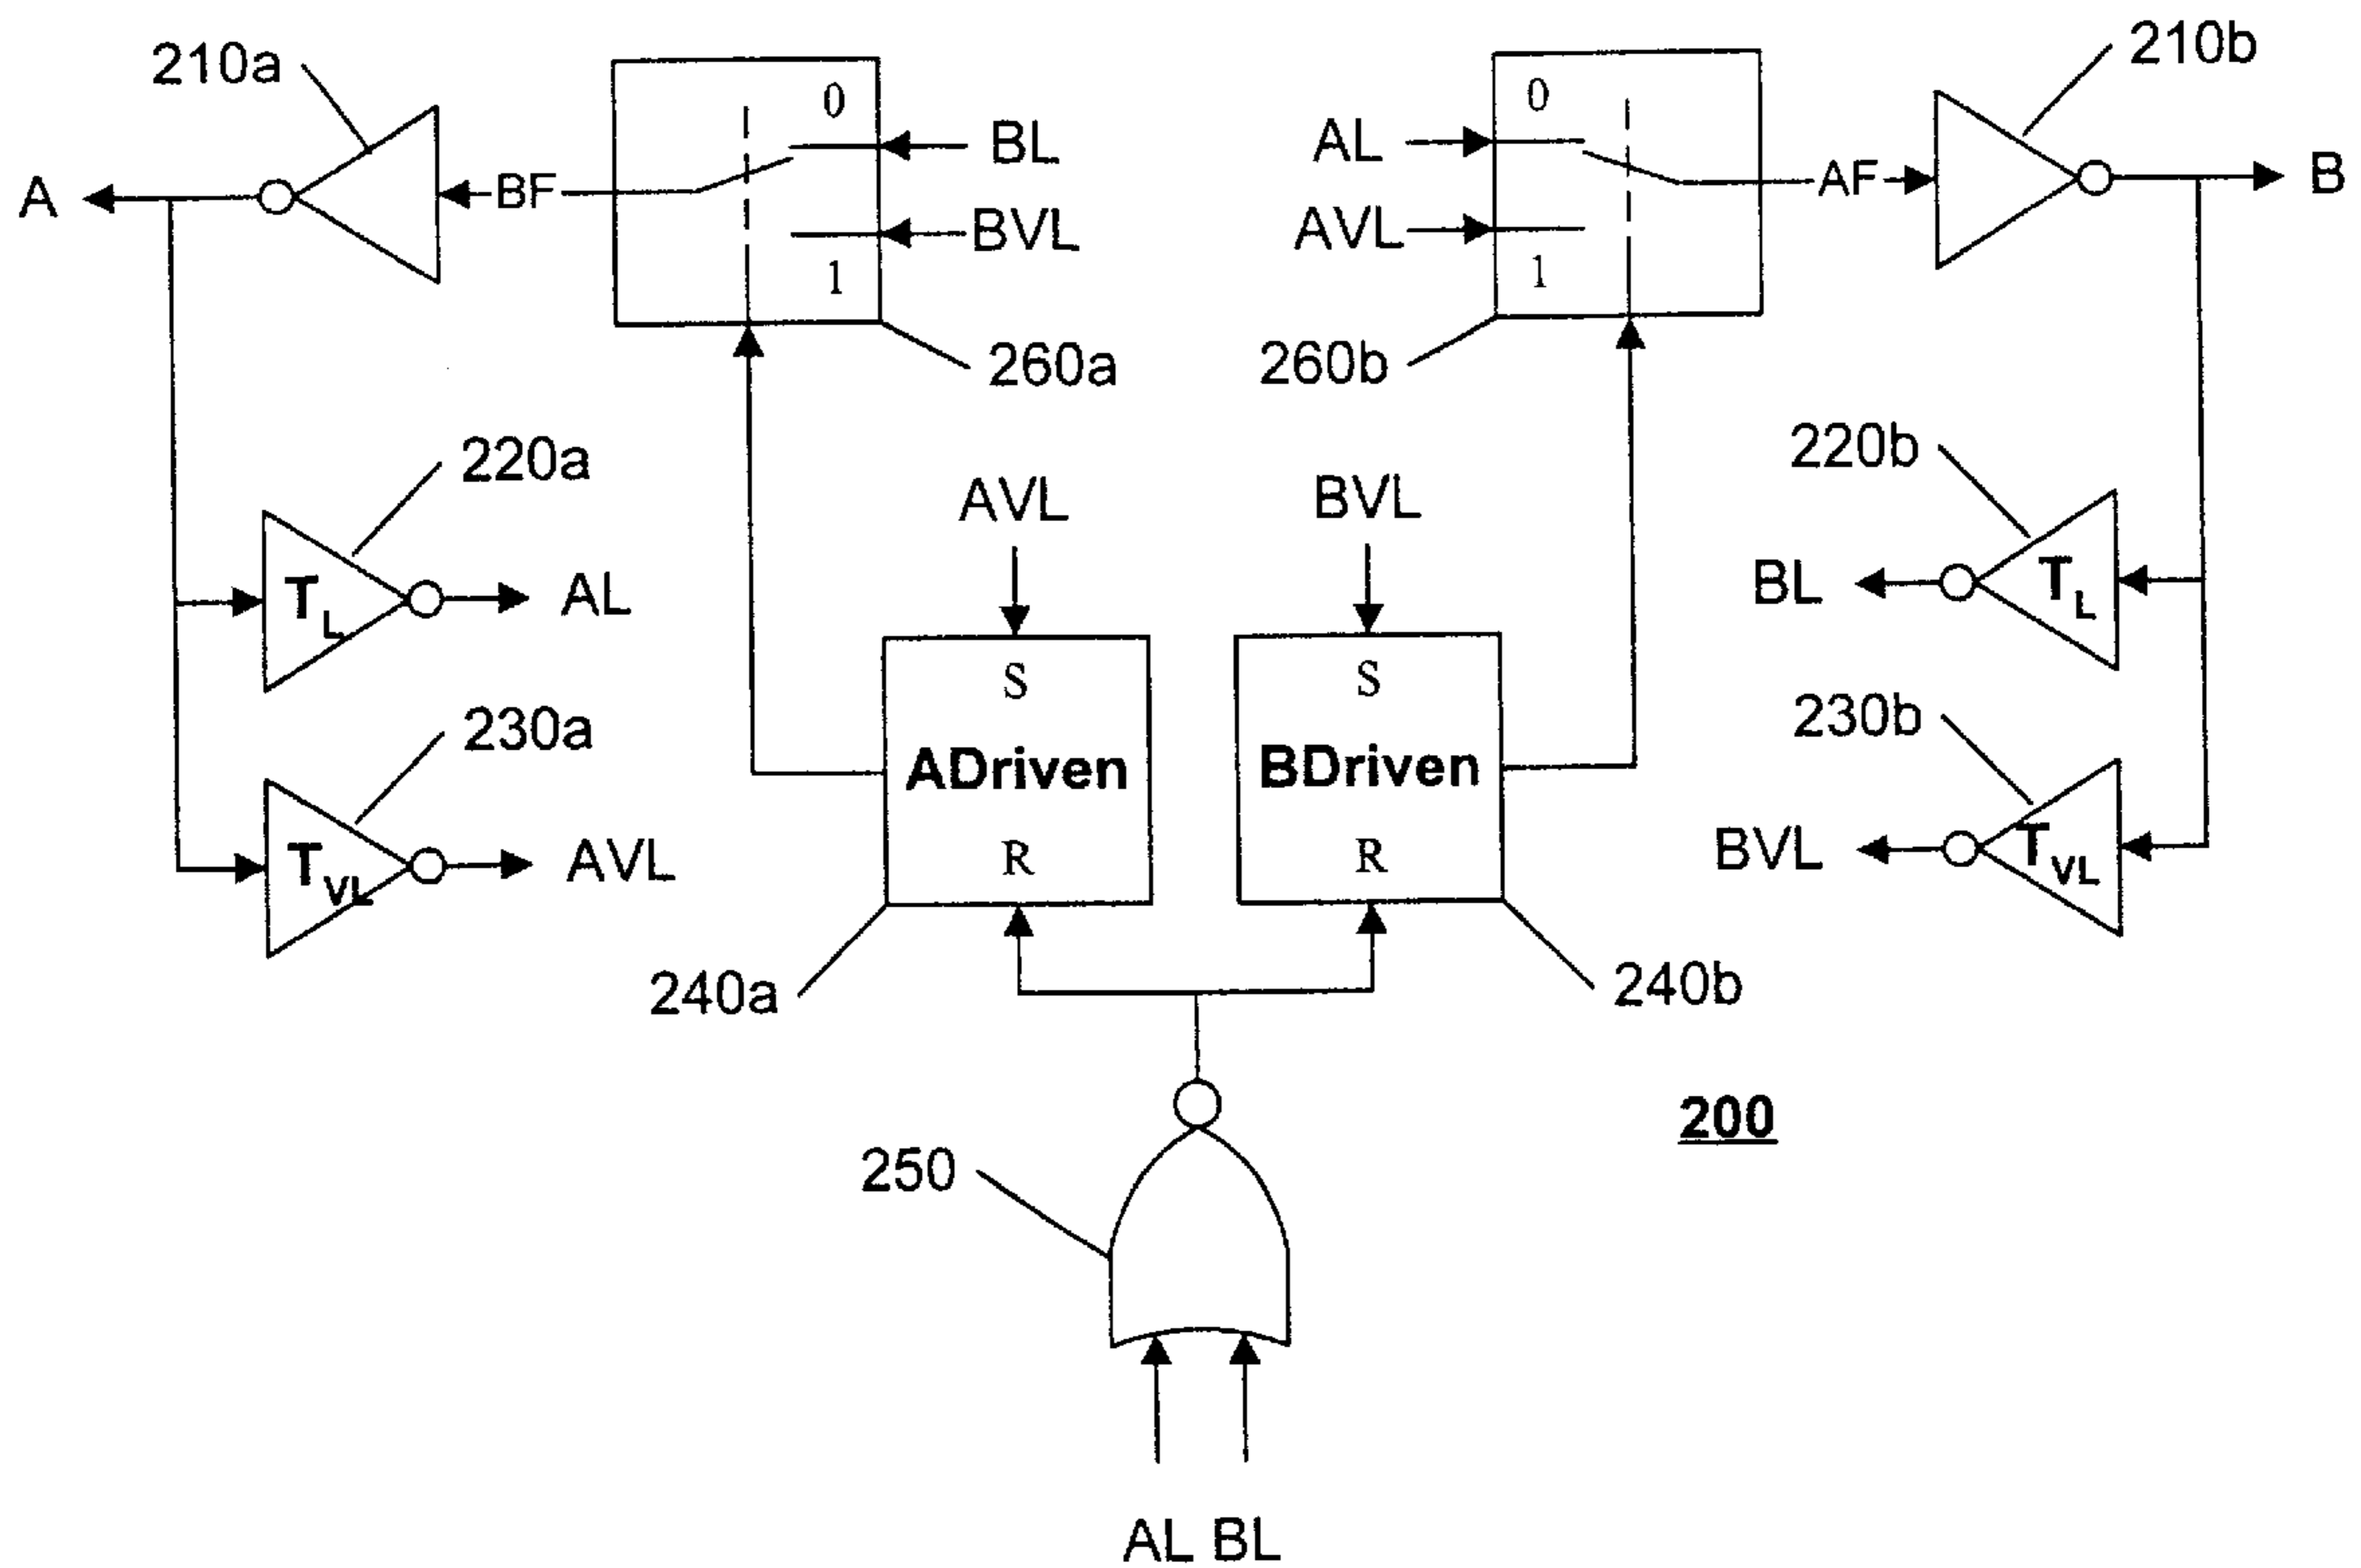 210a
210b
0
0
A
BF
BL
AL
AF
B
BVL
AVL
1
1
260a
260b
220a
220b
AVL
BVL
TL
AL
BL
TL
S
S
230a
230b
ADriven
BDriven
TVL
AVL
BVL
TVL
R
R
240a
240b
200
250
AL BL